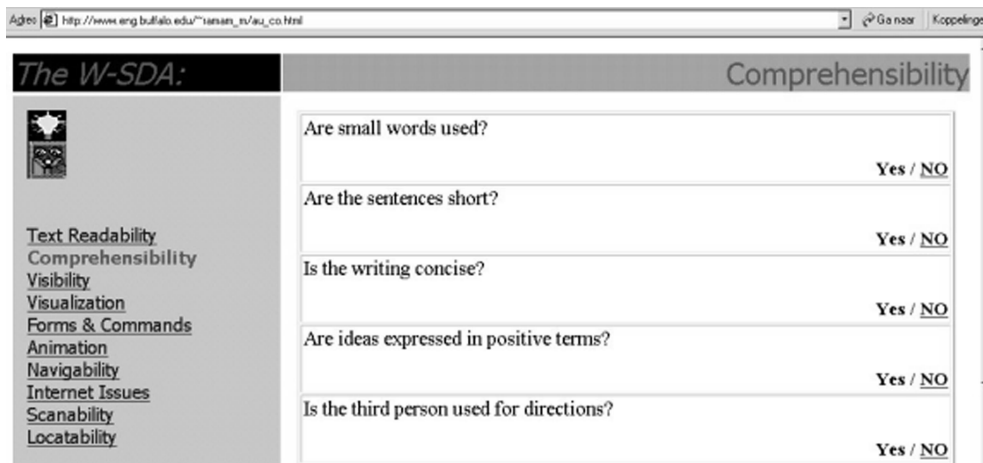 Adres http://www.eng.buffalo.edu/~ramam_m/au_co.html Ga naar Koppelinge
The W-SDA: Comprehensibility
Text Readability
Comprehensibility
Visibility
Visualization
Forms & Commands
Animation
Navigability
Internet Issues
Scanability
Locatability
Are small words used?
Yes / NO
Are the sentences short?
Yes / NO
Is the writing concise?
Yes / NO
Are ideas expressed in positive terms?
Yes / NO
Is the third person used for directions?
Yes / NO